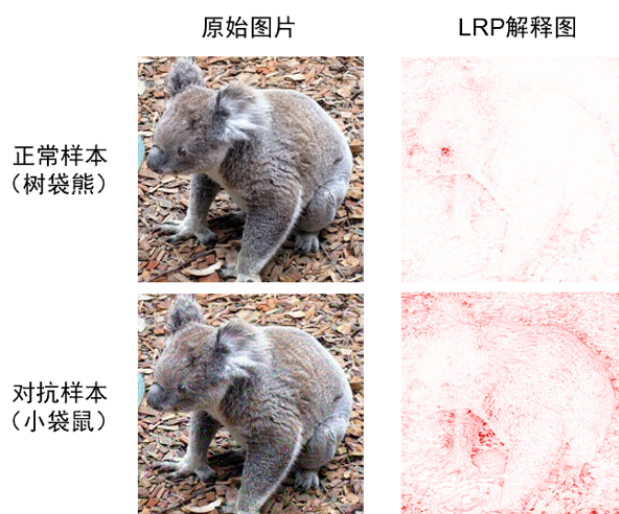 原始图片
LRP解释图
正常样本
（树袋熊）
对抗样本
（小袋鼠）